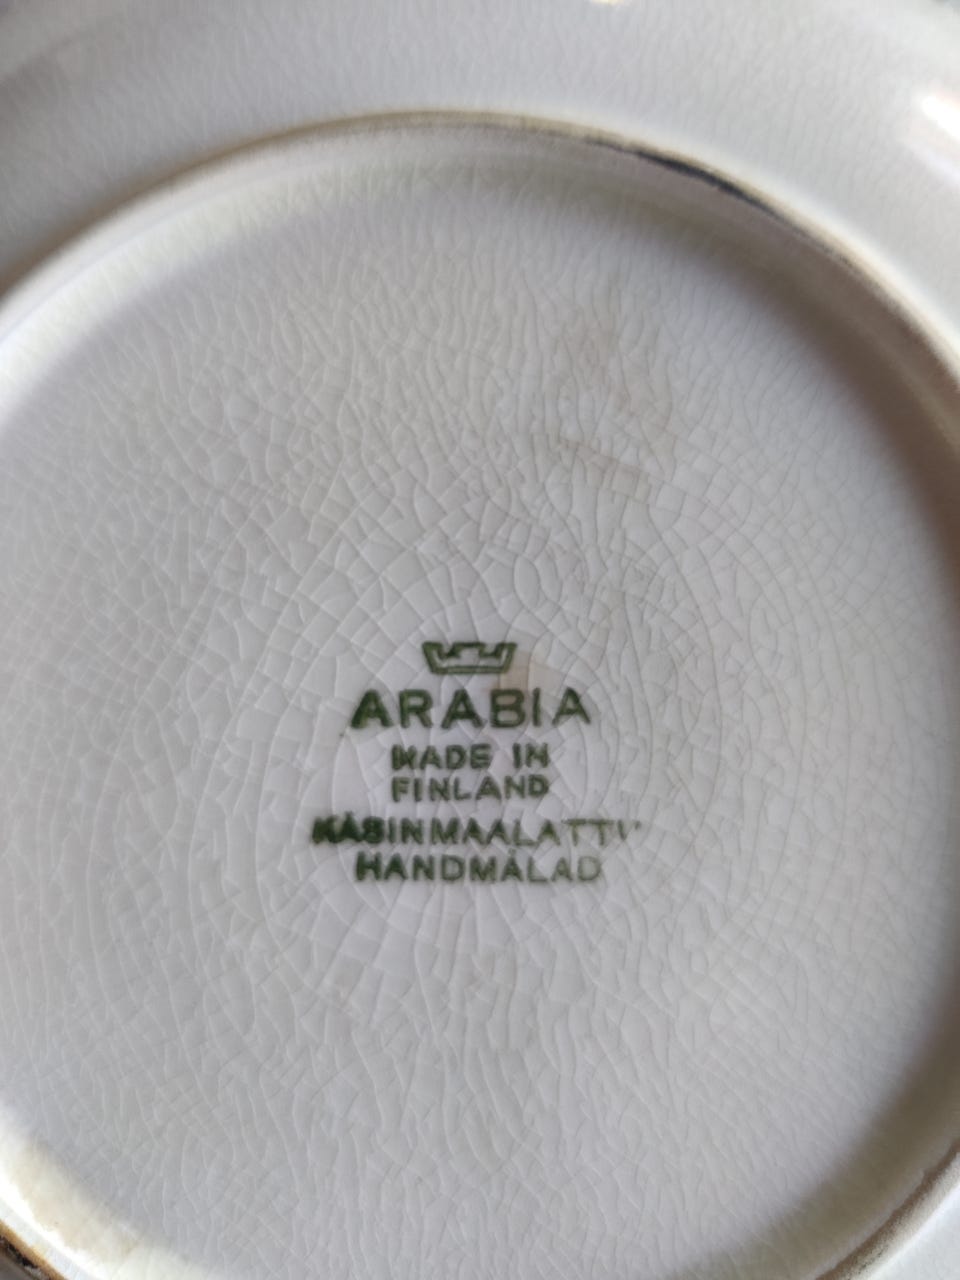 ARABIA
MADE IN
FINLAND
KÄSINMAALATTU
HANDMÅLAD